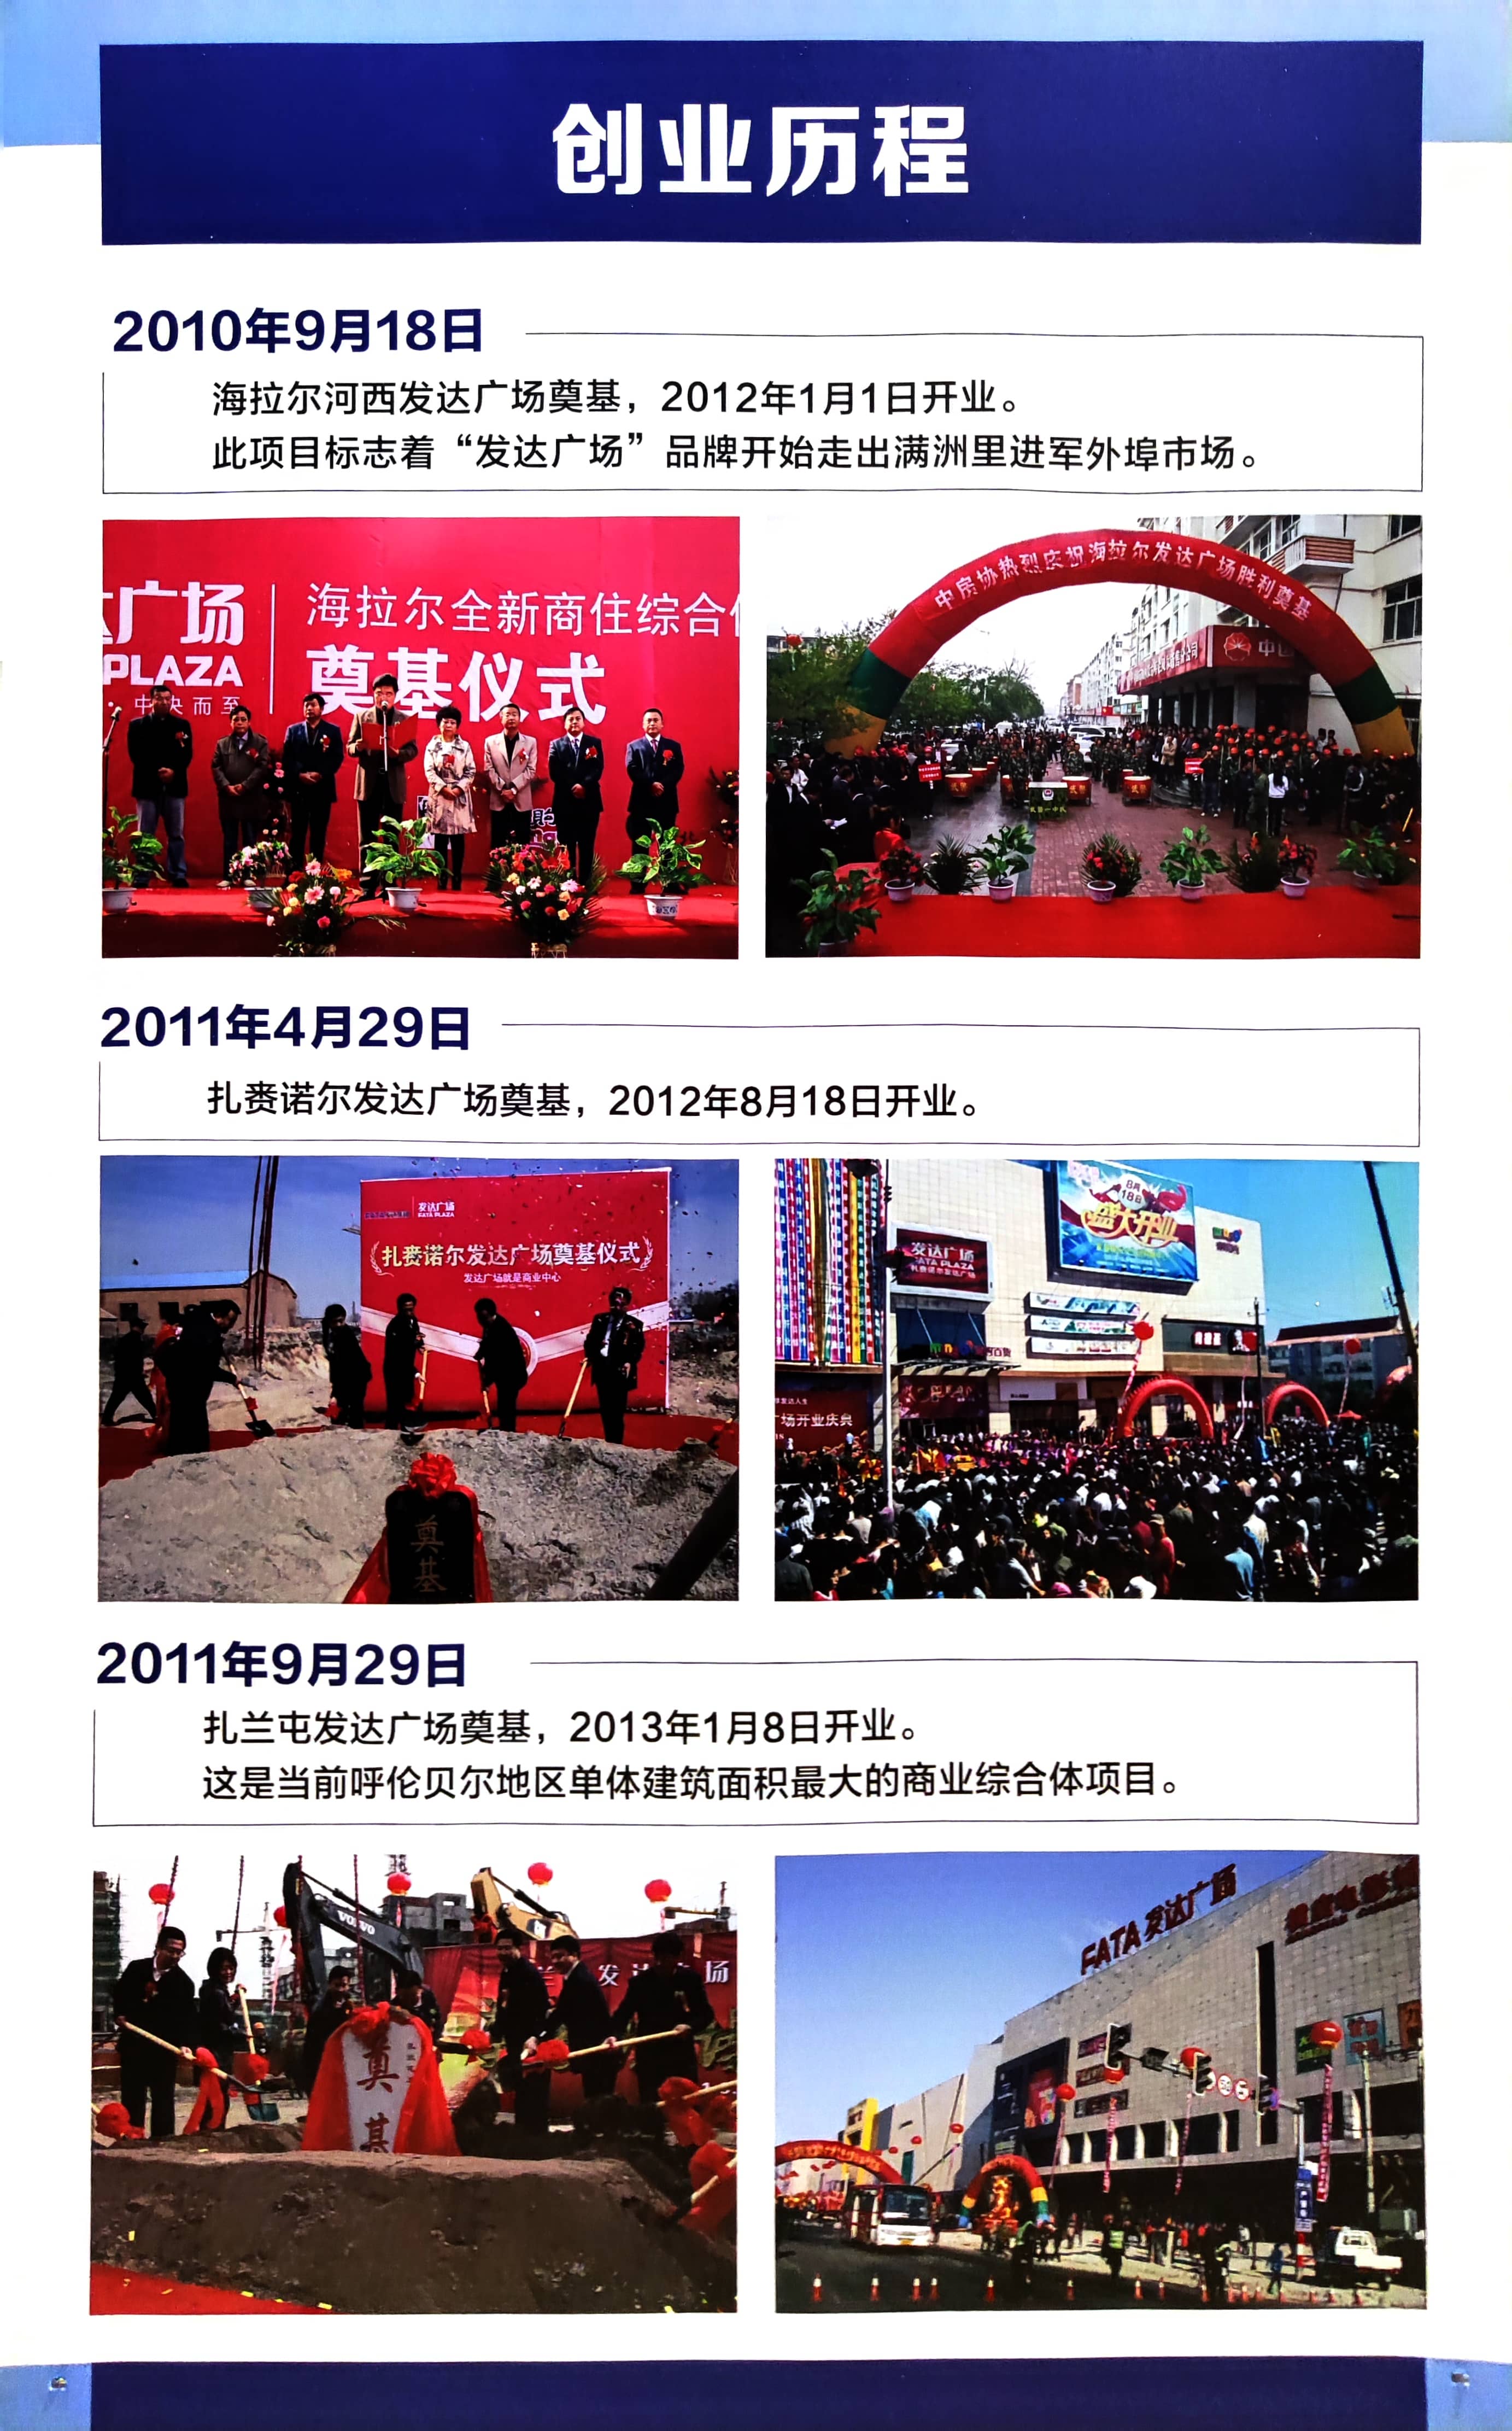 创业历程
2010年9月18日
海拉尔河西发达广场奠基，2012年1月1日开业。
此项目标志着“发达广场”品牌开始走出满洲里进军外埠市场。
达广场
PLAZA
中央而至
海拉尔全新商住综合
奠基仪式
中房协热烈庆祝海拉尔发达广场胜利奠基
2011年4月29日
扎赉诺尔发达广场奠基，2012年8月18日开业。
发达广场
FATA PLAZA
扎赉诺尔发达广场奠基仪式
发达广场就是商业中心
奠基
8月
18日
盛大开业
发达广场
FATA PLAZA
扎赉诺尔发达广场
场开业庆典
2011年9月29日
扎兰屯发达广场奠基，2013年1月8日开业。
这是当前呼伦贝尔地区单体建筑面积最大的商业综合体项目。
VOLVO
发达广场
奠基
FATA 发达广场